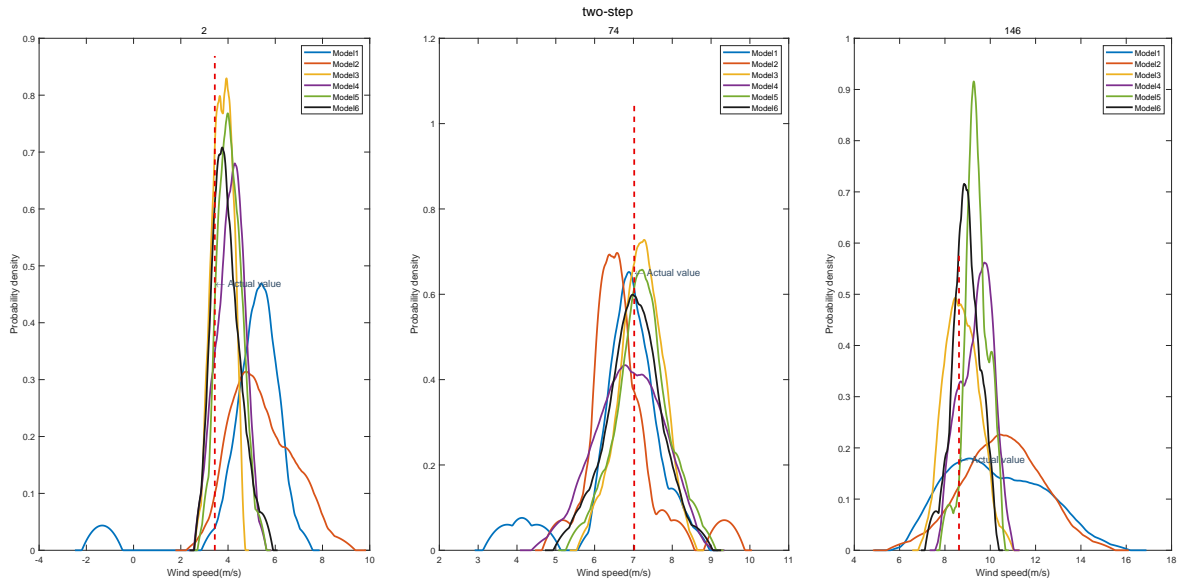 two-step
2
0.9
0.8
0.7
0.6
0.5
0.4
0.3
0.2
0.1
0
-4 -2 0 2 4 6 8 10
Probability density
Wind speed(m/s)
Model1
Model2
Model3
Model4
Model5
Model6
← Actual value
74
1.2
1
0.8
0.6
0.4
0.2
0
2 3 4 5 6 7 8 9 10 11
Probability density
Wind speed(m/s)
Model1
Model2
Model3
Model4
Model5
Model6
← Actual value
146
1
0.9
0.8
0.7
0.6
0.5
0.4
0.3
0.2
0.1
0
4 6 8 10 12 14 16 18
Probability density
Wind speed(m/s)
Model1
Model2
Model3
Model4
Model5
Model6
← Actual value